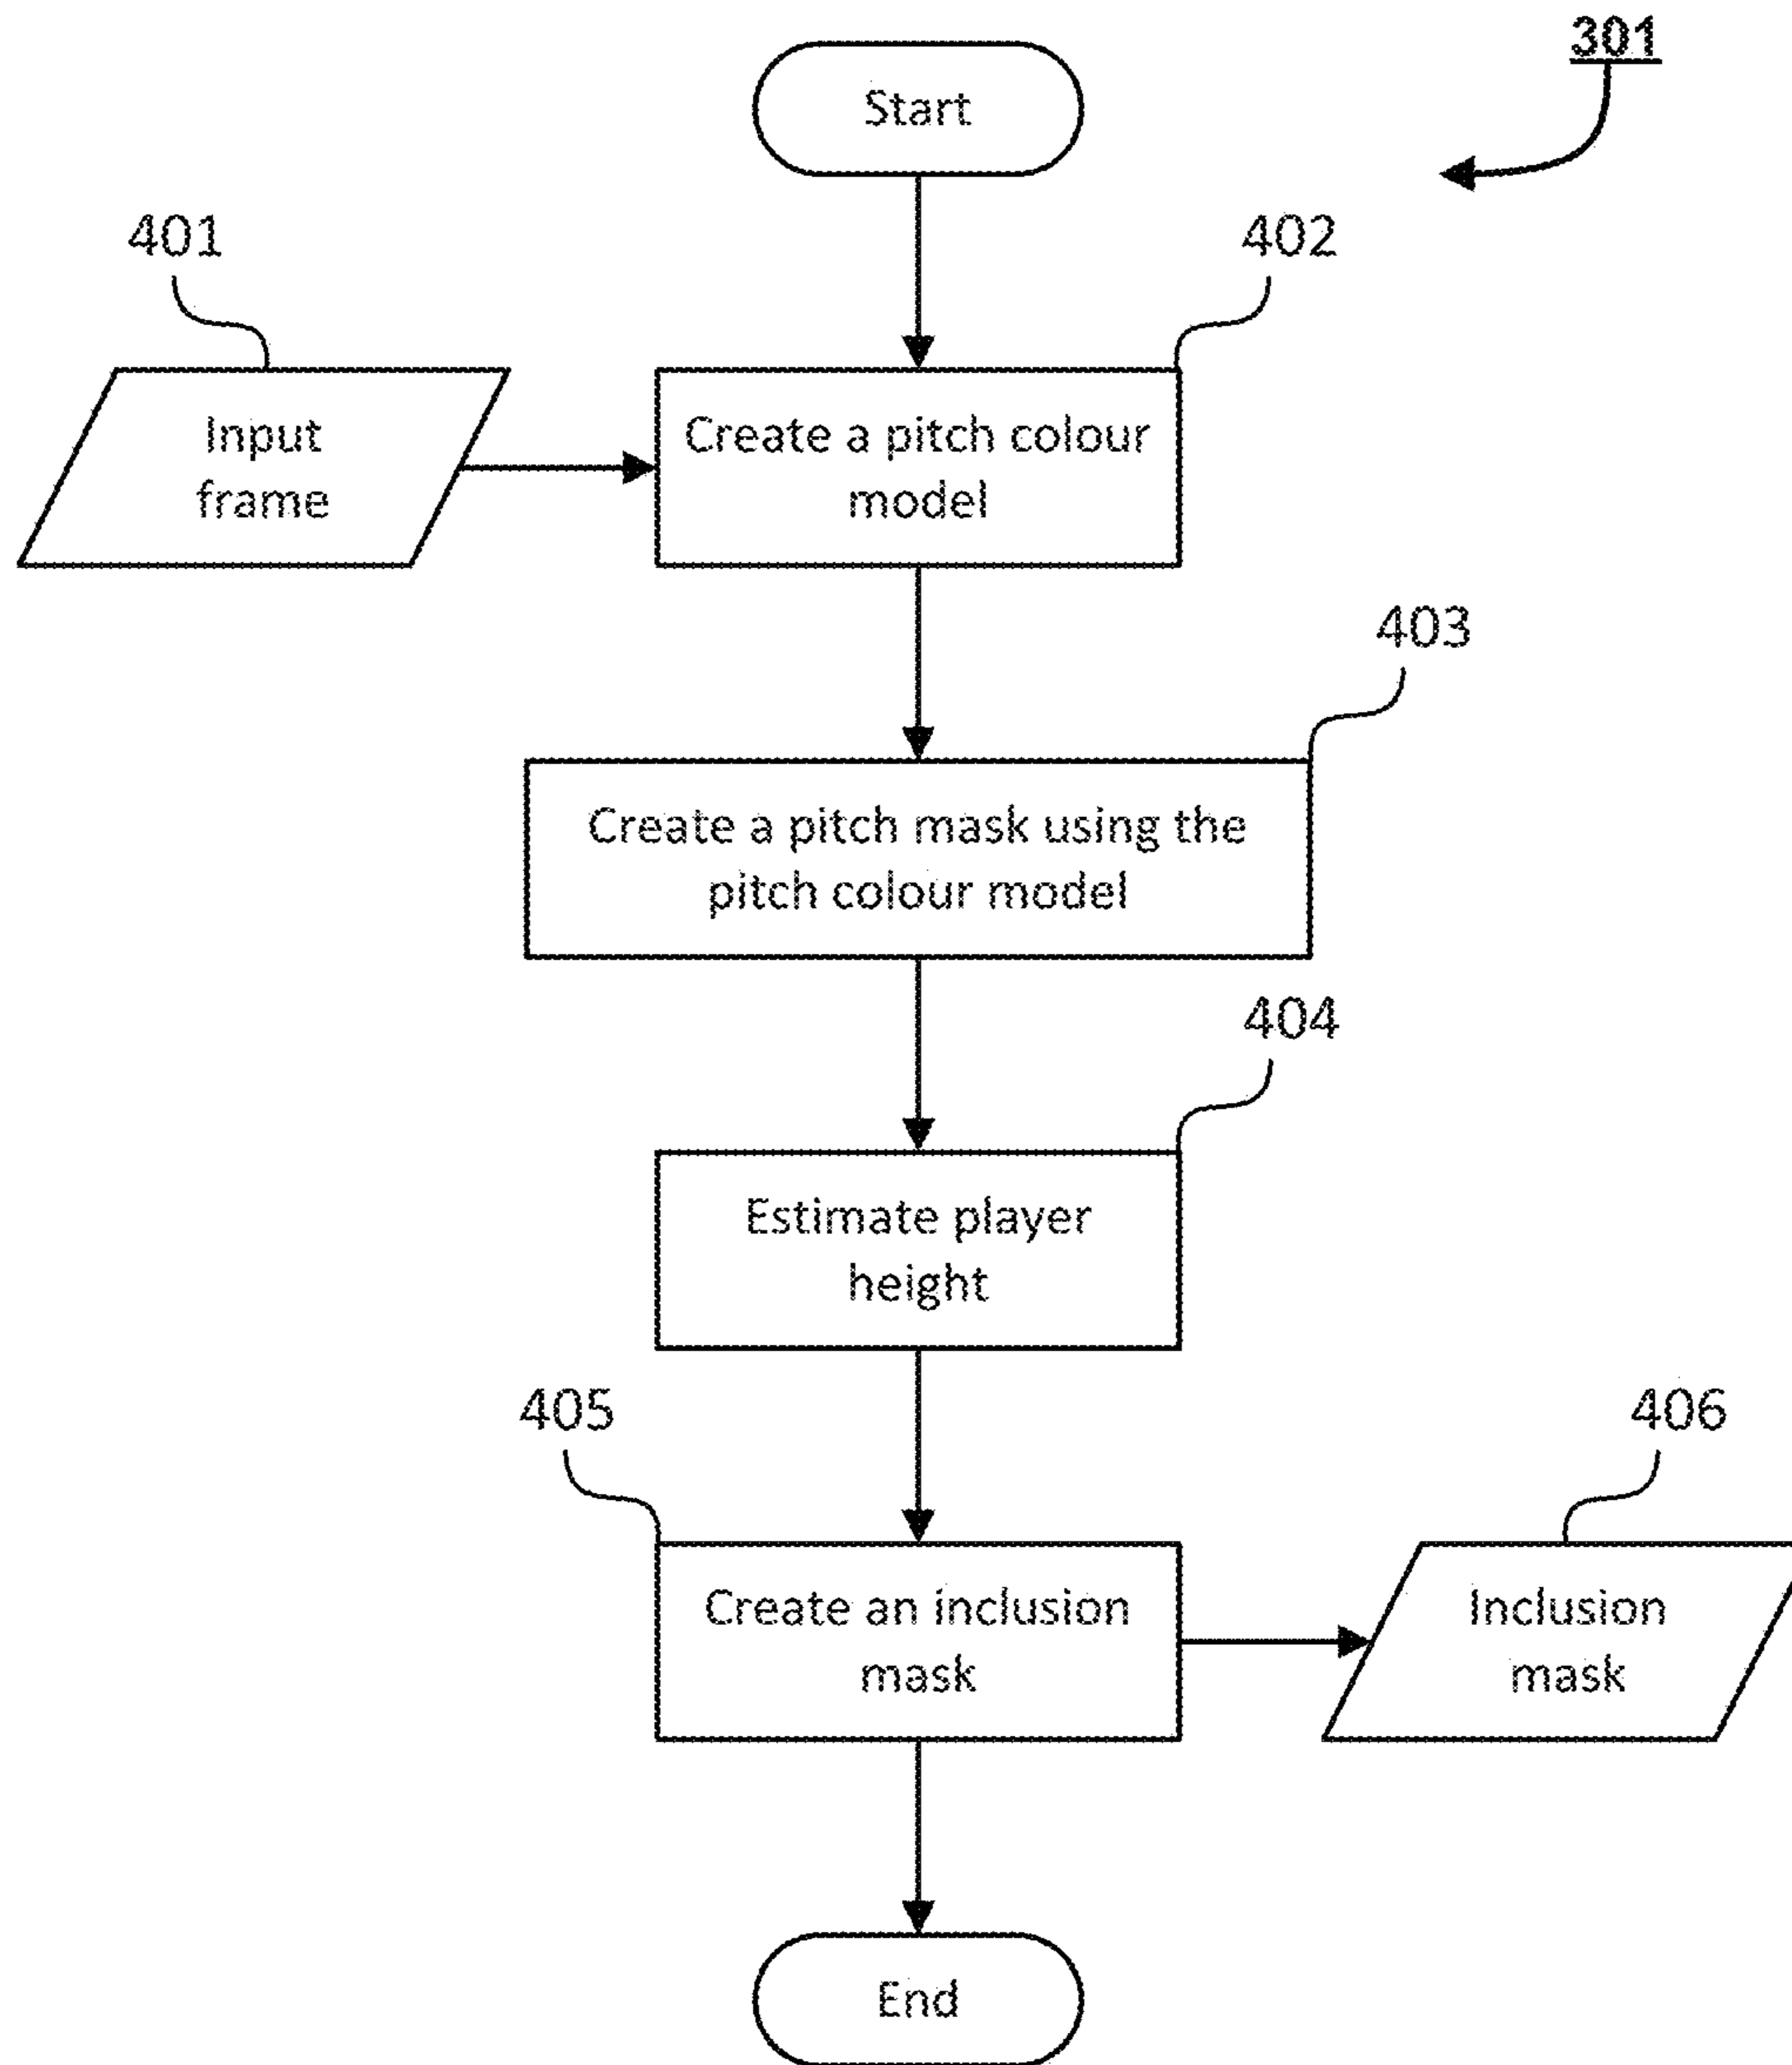 301
Start
401
402
Input
frame
Create a pitch colour
model
403
Create a pitch mask using the
pitch colour model
404
Estimate player
height
405
406
Create an inclusion
mask
Inclusion
mask
End